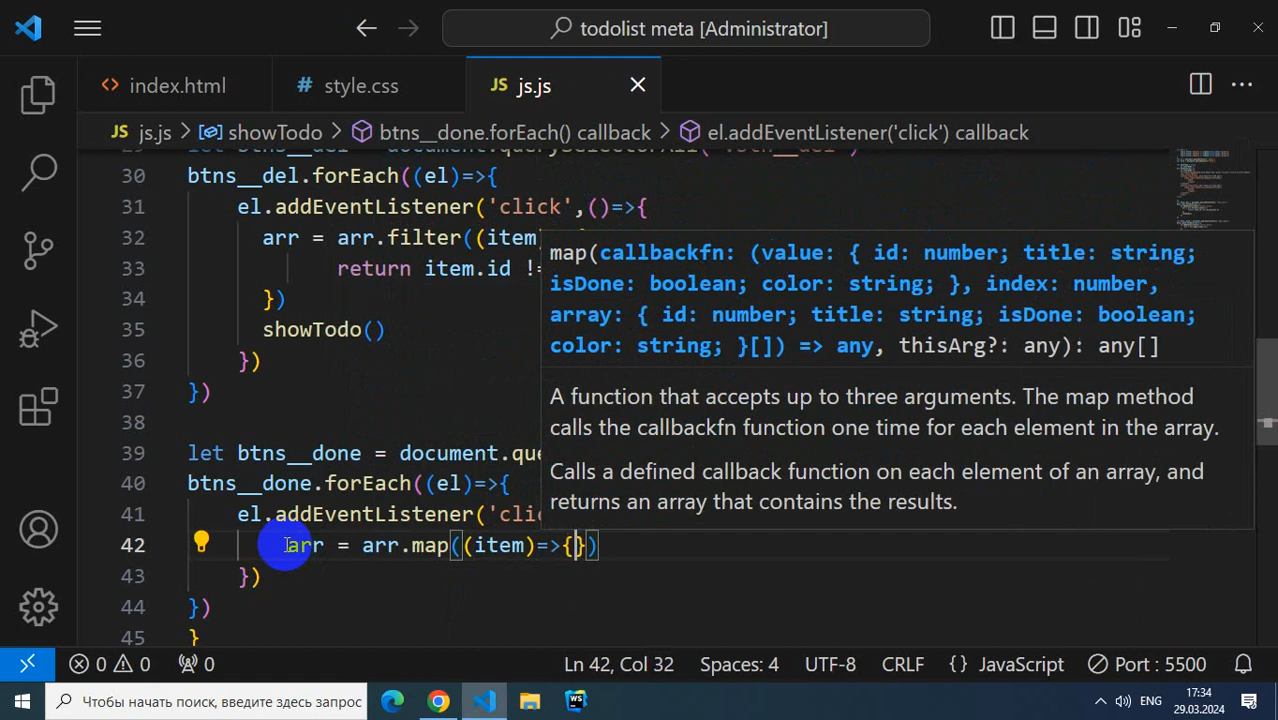 todolist meta [Administrator]
index.html
# style.css
JS js.js
JS js.js > showTodo > btns__done.forEach() callback > el.addEventListener('click') callback
30 btns__del.forEach((el)=>{
31 el.addEventListener('click',()=>{
32 arr = arr.filter((item)
33 return item.id !=
34 })
35 showTodo()
36 })
37 })
38
39 let btns__done = document.que
40 btns__done.forEach((el)=>{
41 el.addEventListener('clic
42 arr = arr.map((item)=>{})
43 })
44 })
45 }
map(callbackfn: (value: { id: number; title: string;
isDone: boolean; color: string; }, index: number,
array: { id: number; title: string; isDone: boolean;
color: string; }[]) => any, thisArg?: any): any[]
A function that accepts up to three arguments. The map method
calls the callbackfn function one time for each element in the array.
Calls a defined callback function on each element of an array, and
returns an array that contains the results.
0 0 0 Ln 42, Col 32 Spaces: 4 UTF-8 CRLF {} JavaScript Port : 5500
Чтобы начать поиск, введите здесь запрос
WS
ENG
17:34
29.03.2024